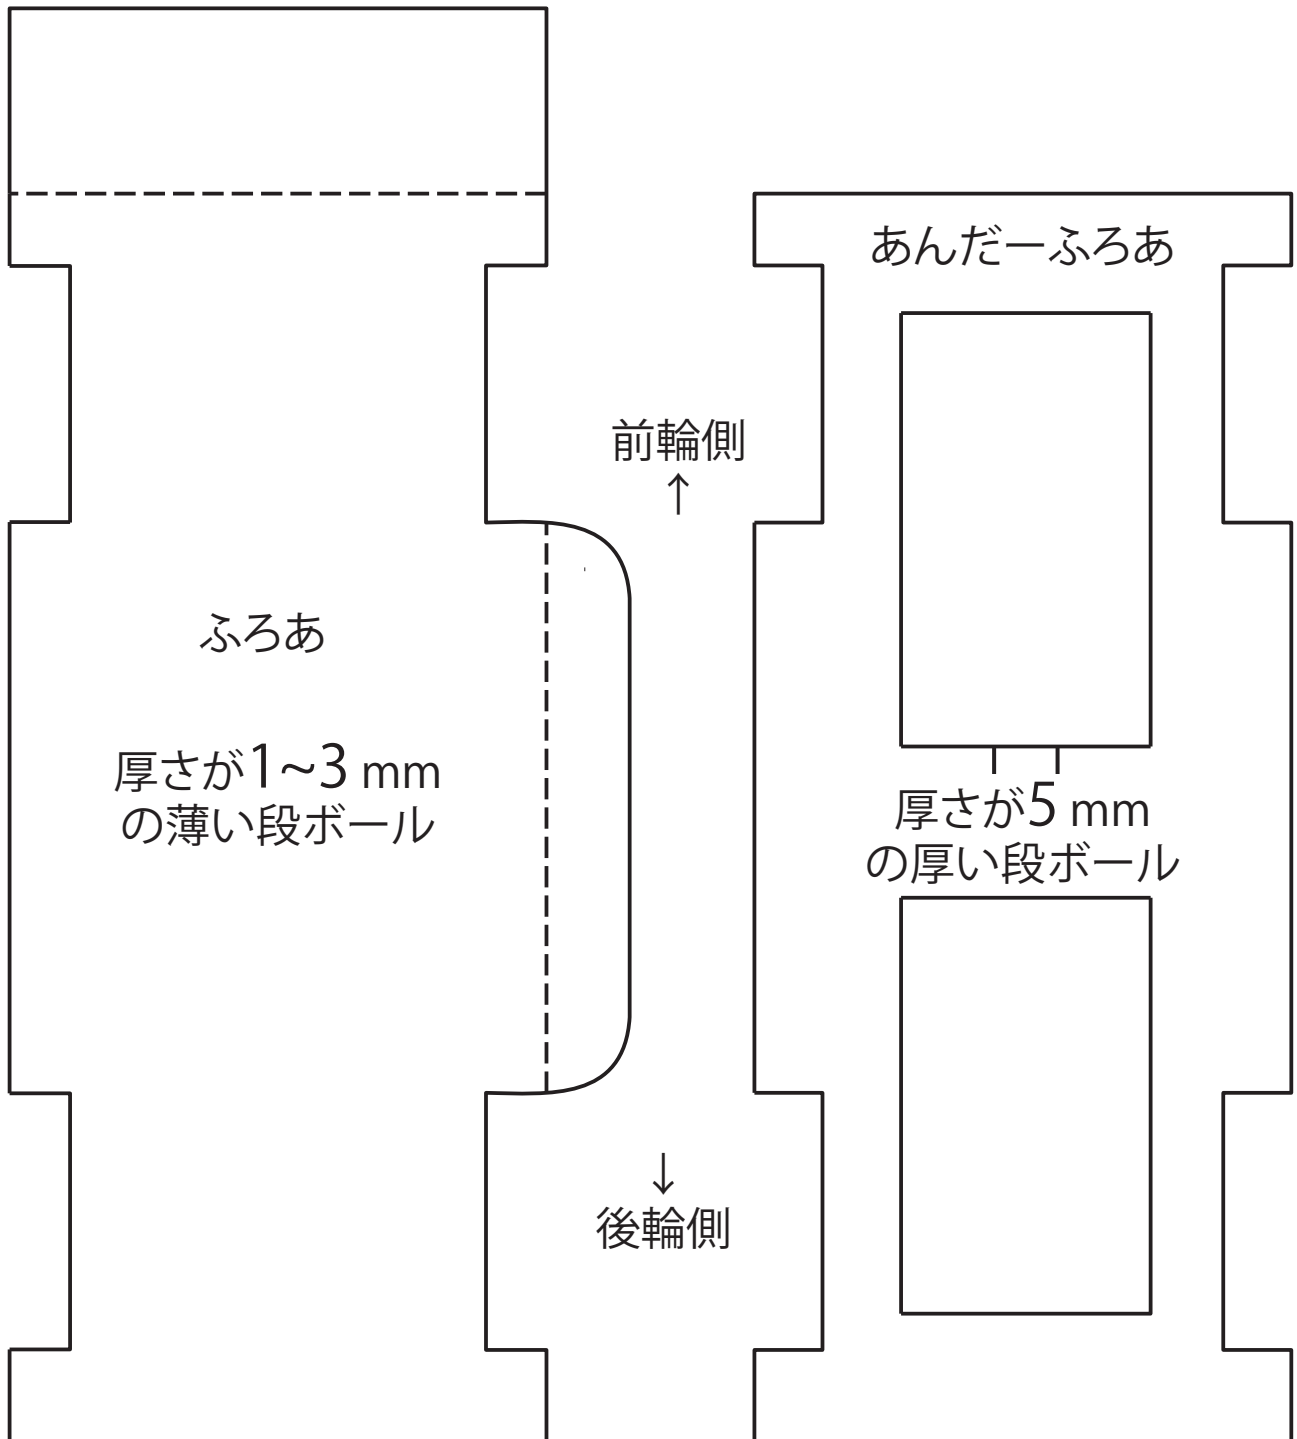 あんだーふろあ
前輪側
↑
ふろあ
厚さが1~3 mm
の薄い段ボール
厚さが5 mm
の厚い段ボール
↓
後輪側